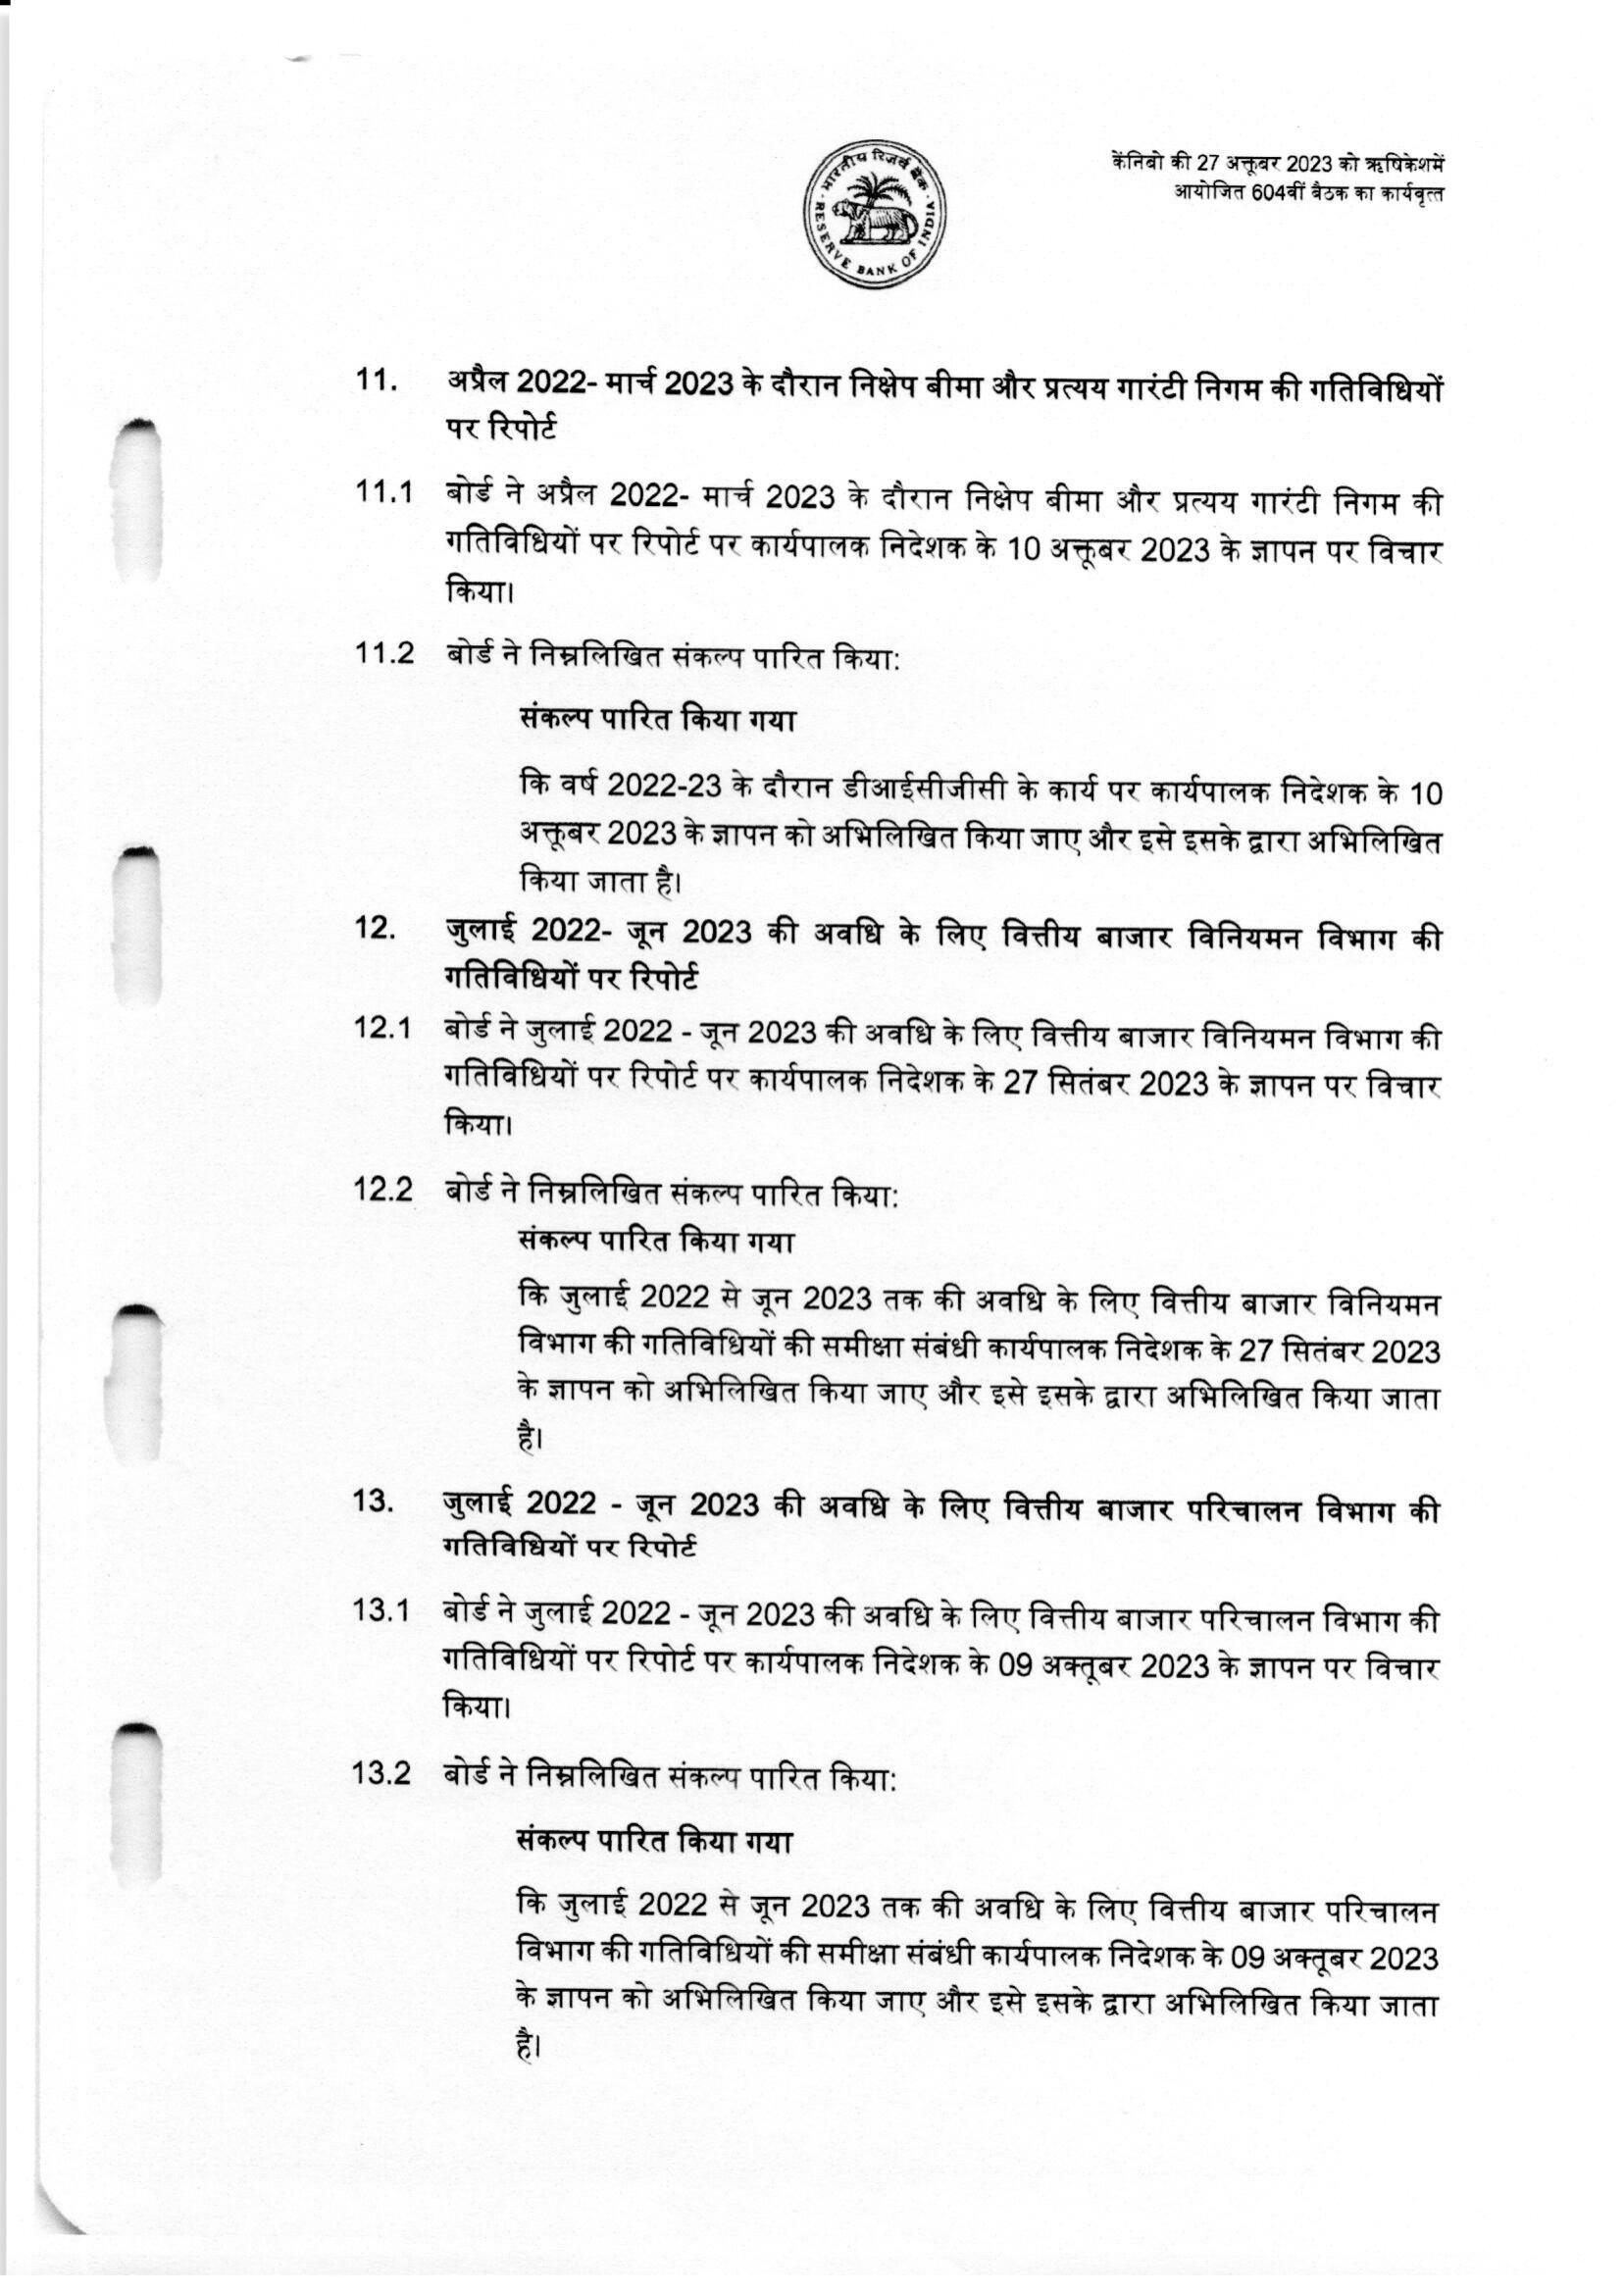 केंनिबो की 27 अक्तूबर 2023 को ऋषिकेशमें
आयोजित 604वीं बैठक का कार्यवृत्त
भारतीय रिज़र्व बैंक
RESERVE BANK OF INDIA
11. अप्रैल 2022- मार्च 2023 के दौरान निक्षेप बीमा और प्रत्यय गारंटी निगम की गतिविधियों
पर रिपोर्ट
11.1 बोर्ड ने अप्रैल 2022- मार्च 2023 के दौरान निक्षेप बीमा और प्रत्यय गारंटी निगम की
गतिविधियों पर रिपोर्ट पर कार्यपालक निदेशक के 10 अक्तूबर 2023 के ज्ञापन पर विचार
किया।
11.2 बोर्ड ने निम्नलिखित संकल्प पारित किया:
संकल्प पारित किया गया
कि वर्ष 2022-23 के दौरान डीआईसीजीसी के कार्य पर कार्यपालक निदेशक के 10
अक्तूबर 2023 के ज्ञापन को अभिलिखित किया जाए और इसे इसके द्वारा अभिलिखित
किया जाता है।
12. जुलाई 2022- जून 2023 की अवधि के लिए वित्तीय बाजार विनियमन विभाग की
गतिविधियों पर रिपोर्ट
12.1 बोर्ड ने जुलाई 2022 - जून 2023 की अवधि के लिए वित्तीय बाजार विनियमन विभाग की
गतिविधियों पर रिपोर्ट पर कार्यपालक निदेशक के 27 सितंबर 2023 के ज्ञापन पर विचार
किया।
12.2 बोर्ड ने निम्नलिखित संकल्प पारित किया:
संकल्प पारित किया गया
कि जुलाई 2022 से जून 2023 तक की अवधि के लिए वित्तीय बाजार विनियमन
विभाग की गतिविधियों की समीक्षा संबंधी कार्यपालक निदेशक के 27 सितंबर 2023
के ज्ञापन को अभिलिखित किया जाए और इसे इसके द्वारा अभिलिखित किया जाता
है।
13. जुलाई 2022 - जून 2023 की अवधि के लिए वित्तीय बाजार परिचालन विभाग की
गतिविधियों पर रिपोर्ट
13.1 बोर्ड ने जुलाई 2022 - जून 2023 की अवधि के लिए वित्तीय बाजार परिचालन विभाग की
गतिविधियों पर रिपोर्ट पर कार्यपालक निदेशक के 09 अक्तूबर 2023 के ज्ञापन पर विचार
किया।
13.2 बोर्ड ने निम्नलिखित संकल्प पारित किया:
संकल्प पारित किया गया
कि जुलाई 2022 से जून 2023 तक की अवधि के लिए वित्तीय बाजार परिचालन
विभाग की गतिविधियों की समीक्षा संबंधी कार्यपालक निदेशक के 09 अक्तूबर 2023
के ज्ञापन को अभिलिखित किया जाए और इसे इसके द्वारा अभिलिखित किया जाता
है।